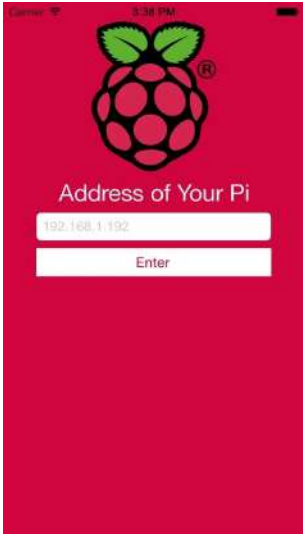 Carrier 3:38 PM
®
Address of Your Pi
192.168.1.192
Enter